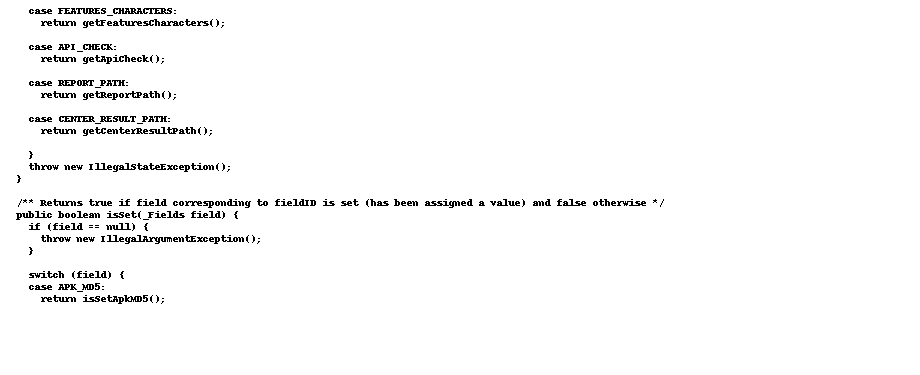 case FEATURES_CHARACTERS:
return getFeaturesCharacters();
case API_CHECK:
return getApiCheck();
case REPORT_PATH:
return getReportPath();
case CENTER_RESULT_PATH:
return getCenterResultPath();
}
throw new IllegalStateException();
}
/** Returns true if field corresponding to fieldID is set (has been assigned a value) and false otherwise */
public boolean isSet(_Fields field) {
if (field == null) {
throw new IllegalArgumentException();
}
switch (field) {
case APK_MD5:
return isSetApkMD5();